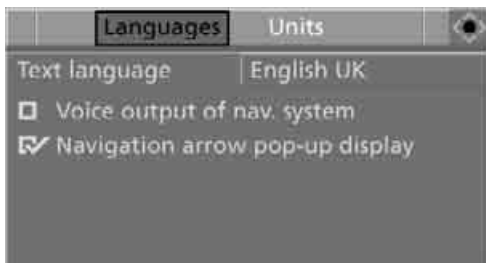 Languages Units
Text language English UK
Voice output of nav. system
Navigation arrow pop-up display